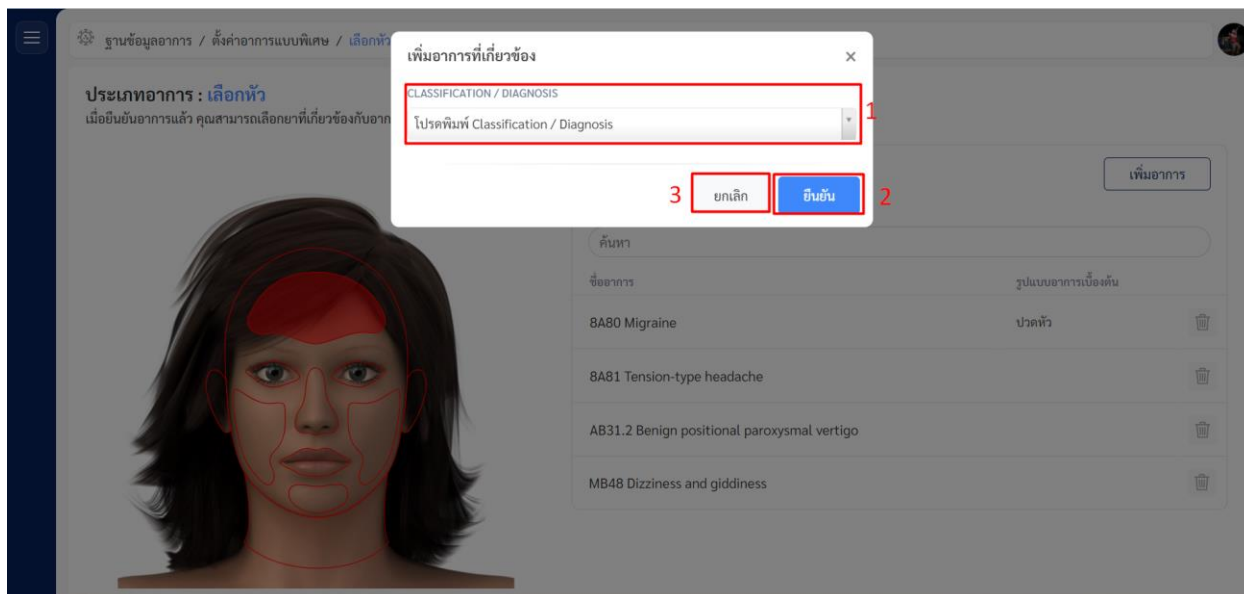 ฐานข้อมูลอาการ / ตั้งค่าอาการแบบพิเศษ / เลือกหัว
เพิ่มอาการที่เกี่ยวข้อง ×
ประเภทอาการ : เลือกหัว
เมื่อยืนยันอาการแล้ว คุณสามารถเลือกยาที่เกี่ยวข้องกับอาก
CLASSIFICATION / DIAGNOSIS
โปรดพิมพ์ Classification / Diagnosis
1
3 ยกเลิก ยืนยัน 2
เพิ่มอาการ
ค้นหา
ชื่ออาการ รูปแบบอาการเบื้องต้น
8A80 Migraine ปวดหัว
8A81 Tension-type headache
AB31.2 Benign positional paroxysmal vertigo
MB48 Dizziness and giddiness